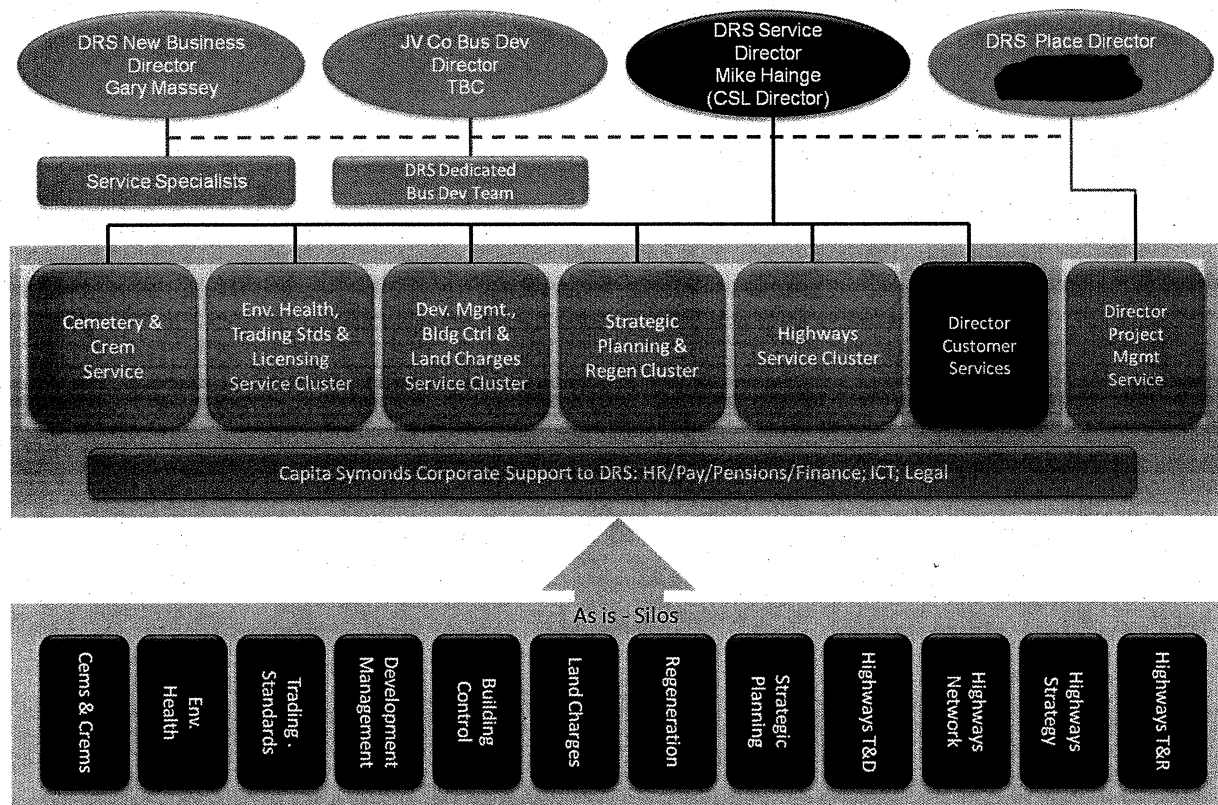 DRS New Business
Director
Gary Massey
JV Co Bus Dev
Director
TBC
DRS Service
Director
Mike Hainge
(CSL Director)
DRS Place Director
Service Specialists
DRS Dedicated
Bus Dev Team
Cemetery &
Crem
Service
Env. Health,
Trading Stds &
Licensing
Service Cluster
Dev. Mgmt.,
Bldg Ctrl &
Land Charges
Service Cluster
Strategic
Planning &
Regen Cluster
Highways
Service Cluster
Director
Customer
Services
Director
Project
Mgmt
Service
Capita Symonds Corporate Support to DRS: HR/Pay/Pensions/Finance; ICT; Legal
As is - Silos
Cems & Crems
Env.
Health
Trading
Standards
Development
Management
Building
Control
Land Charges
Regeneration
Strategic
Planning
Highways T&D
Highways
Network
Highways
Strategy
Highways T&R